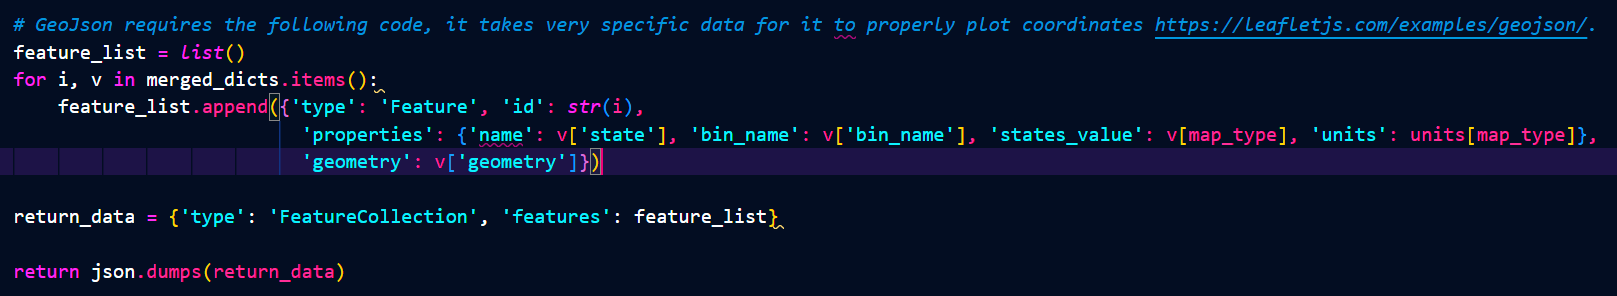 # GeoJson requires the following code, it takes very specific data for it to properly plot coordinates https://leafletjs.com/examples/geojson/.
feature_list = list()
for i, v in merged_dicts.items():
    feature_list.append({'type': 'Feature', 'id': str(i),
                          'properties': {'name': v['state'], 'bin_name': v['bin_name'], 'states_value': v[map_type], 'units': units[map_type]},
                          'geometry': v['geometry']})
return_data = {'type': 'FeatureCollection', 'features': feature_list}
return json.dumps(return_data)